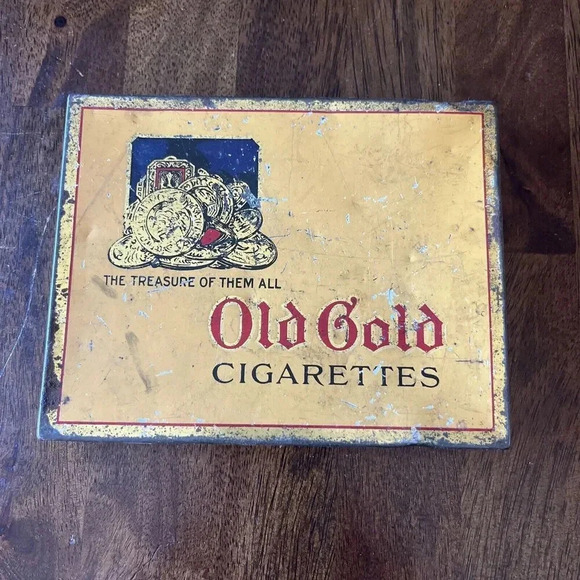 THE TREASURE OF THEM ALL
Old Gold
CIGARETTES